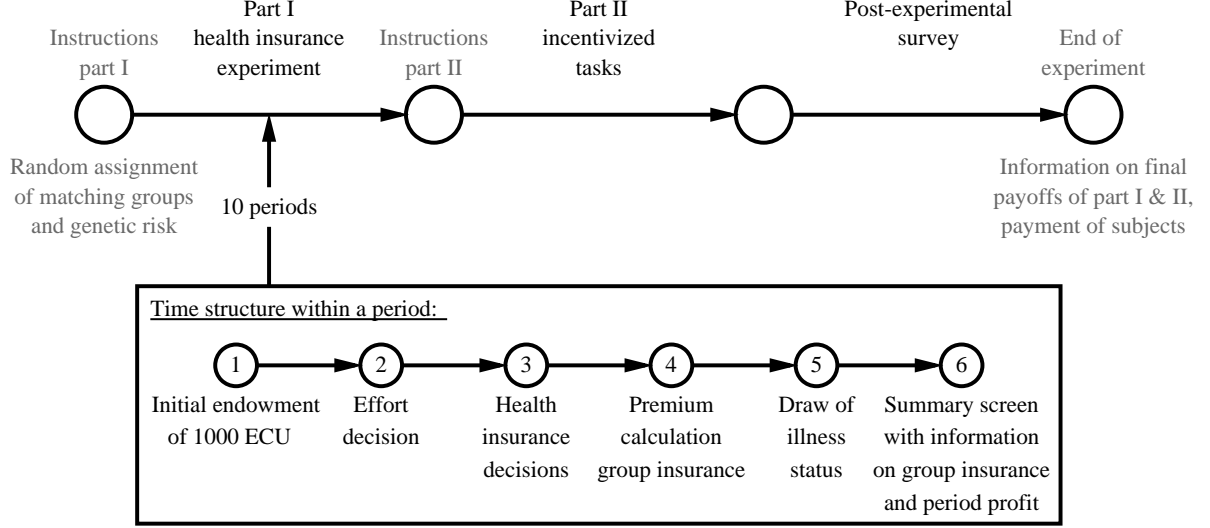 Part I
health insurance
experiment
Part II
incentivized
tasks
Post-experimental
survey
Instructions
part I
Instructions
part II
End of
experiment
Random assignment
of matching groups
and genetic risk
10 periods
Information on final
payoffs of part I & II,
payment of subjects
Time structure within a period:
1
2
3
4
5
6
Initial endowment
of 1000 ECU
Effort
decision
Health
insurance
decisions
Premium
calculation
group insurance
Draw of
illness
status
Summary screen
with information
on group insurance
and period profit